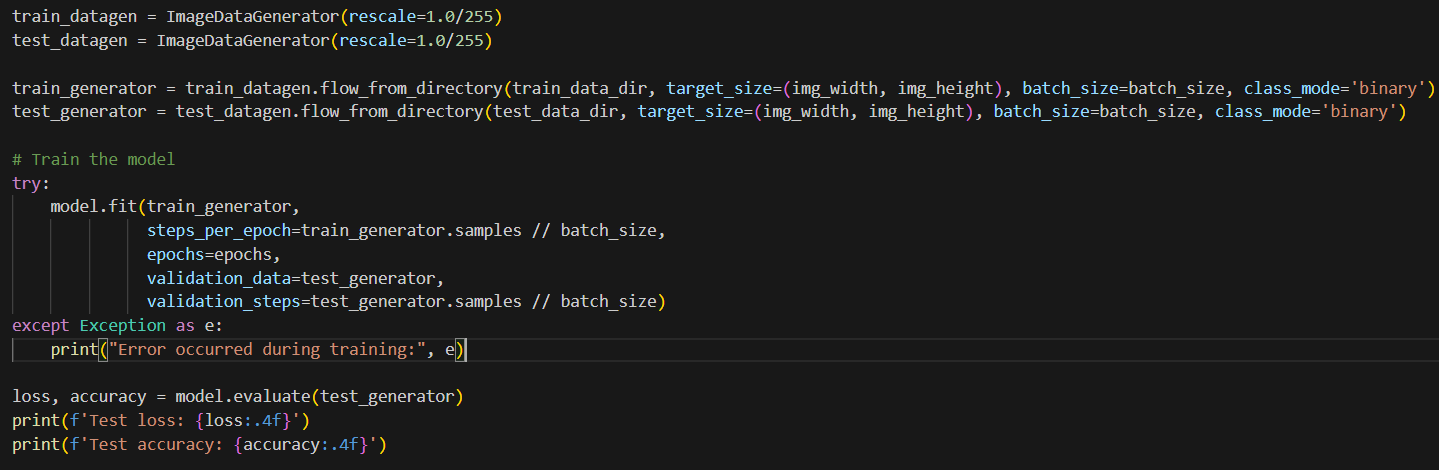 train_datagen = ImageDataGenerator(rescale=1.0/255)
test_datagen = ImageDataGenerator(rescale=1.0/255)
train_generator = train_datagen.flow_from_directory(train_data_dir, target_size=(img_width, img_height), batch_size=batch_size, class_mode='binary')
test_generator = test_datagen.flow_from_directory(test_data_dir, target_size=(img_width, img_height), batch_size=batch_size, class_mode='binary')
# Train the model
try:
    model.fit(train_generator,
              steps_per_epoch=train_generator.samples // batch_size,
              epochs=epochs,
              validation_data=test_generator,
              validation_steps=test_generator.samples // batch_size)
except Exception as e:
    print("Error occurred during training:", e)
loss, accuracy = model.evaluate(test_generator)
print(f'Test loss: {loss:.4f}')
print(f'Test accuracy: {accuracy:.4f}')